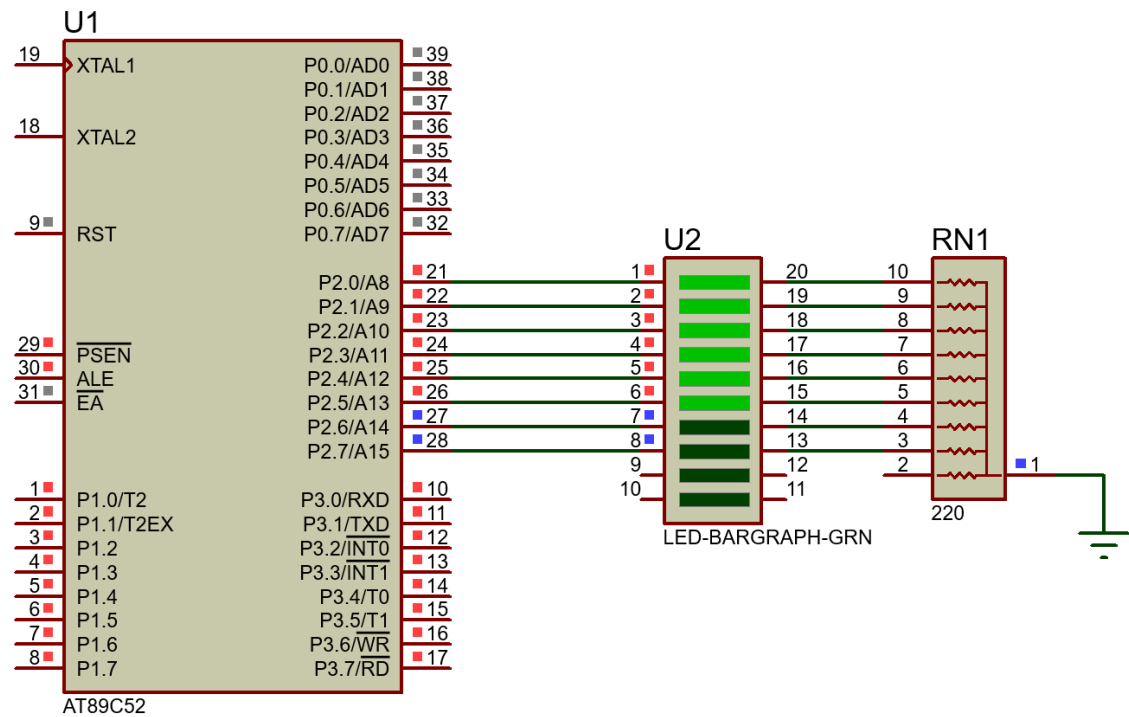 U1
19 XTAL1
18 XTAL2
9 RST
29 PSEN
30 ALE
31 EA
1 P1.0/T2
2 P1.1/T2EX
3 P1.2
4 P1.3
5 P1.4
6 P1.5
7 P1.6
8 P1.7
P0.0/AD0 39
P0.1/AD1 38
P0.2/AD2 37
P0.3/AD3 36
P0.4/AD4 35
P0.5/AD5 34
P0.6/AD6 33
P0.7/AD7 32
P2.0/A8 21
P2.1/A9 22
P2.2/A10 23
P2.3/A11 24
P2.4/A12 25
P2.5/A13 26
P2.6/A14 27
P2.7/A15 28
P3.0/RXD 10
P3.1/TXD 11
P3.2/INT0 12
P3.3/INT1 13
P3.4/T0 14
P3.5/T1 15
P3.6/WR 16
P3.7/RD 17
AT89C52
U2
1 20
2 19
3 18
4 17
5 16
6 15
7 14
8 13
9 12
10 11
LED-BARGRAPH-GRN
RN1
10
9
8
7
6
5
4
3
2 1
220